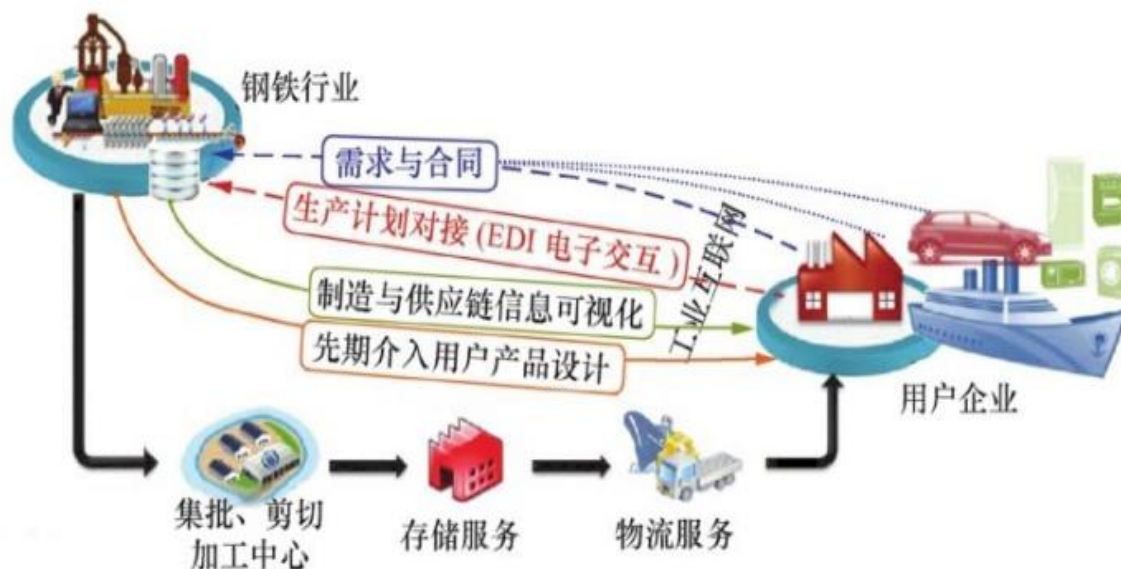 钢铁行业
需求与合同
生产计划对接 (EDI 电子交互)
制造与供应链信息可视化
先期介入用户产品设计
工业互联网
用户企业
集批、剪切
加工中心
存储服务
物流服务